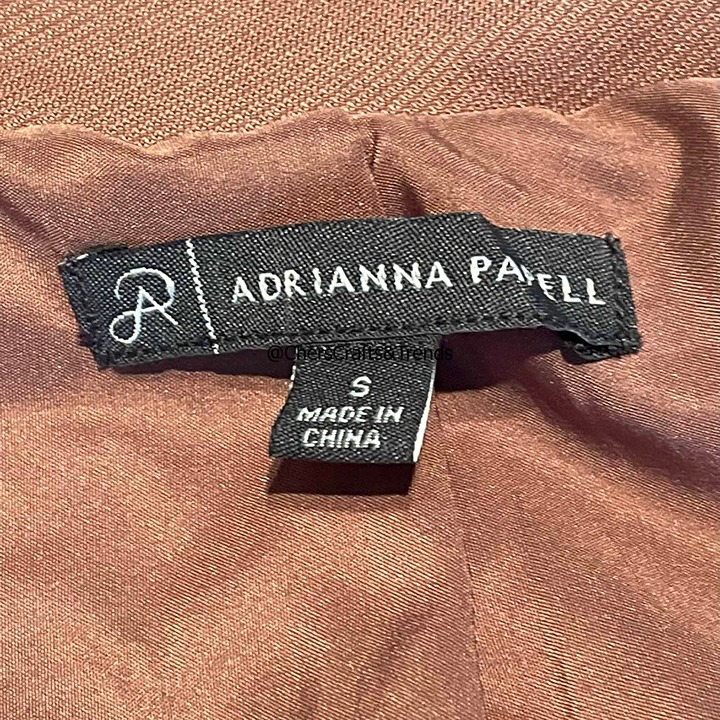 ADRIANNA PAPELL
@ChersCrafts&Trends
S
MADE IN
CHINA